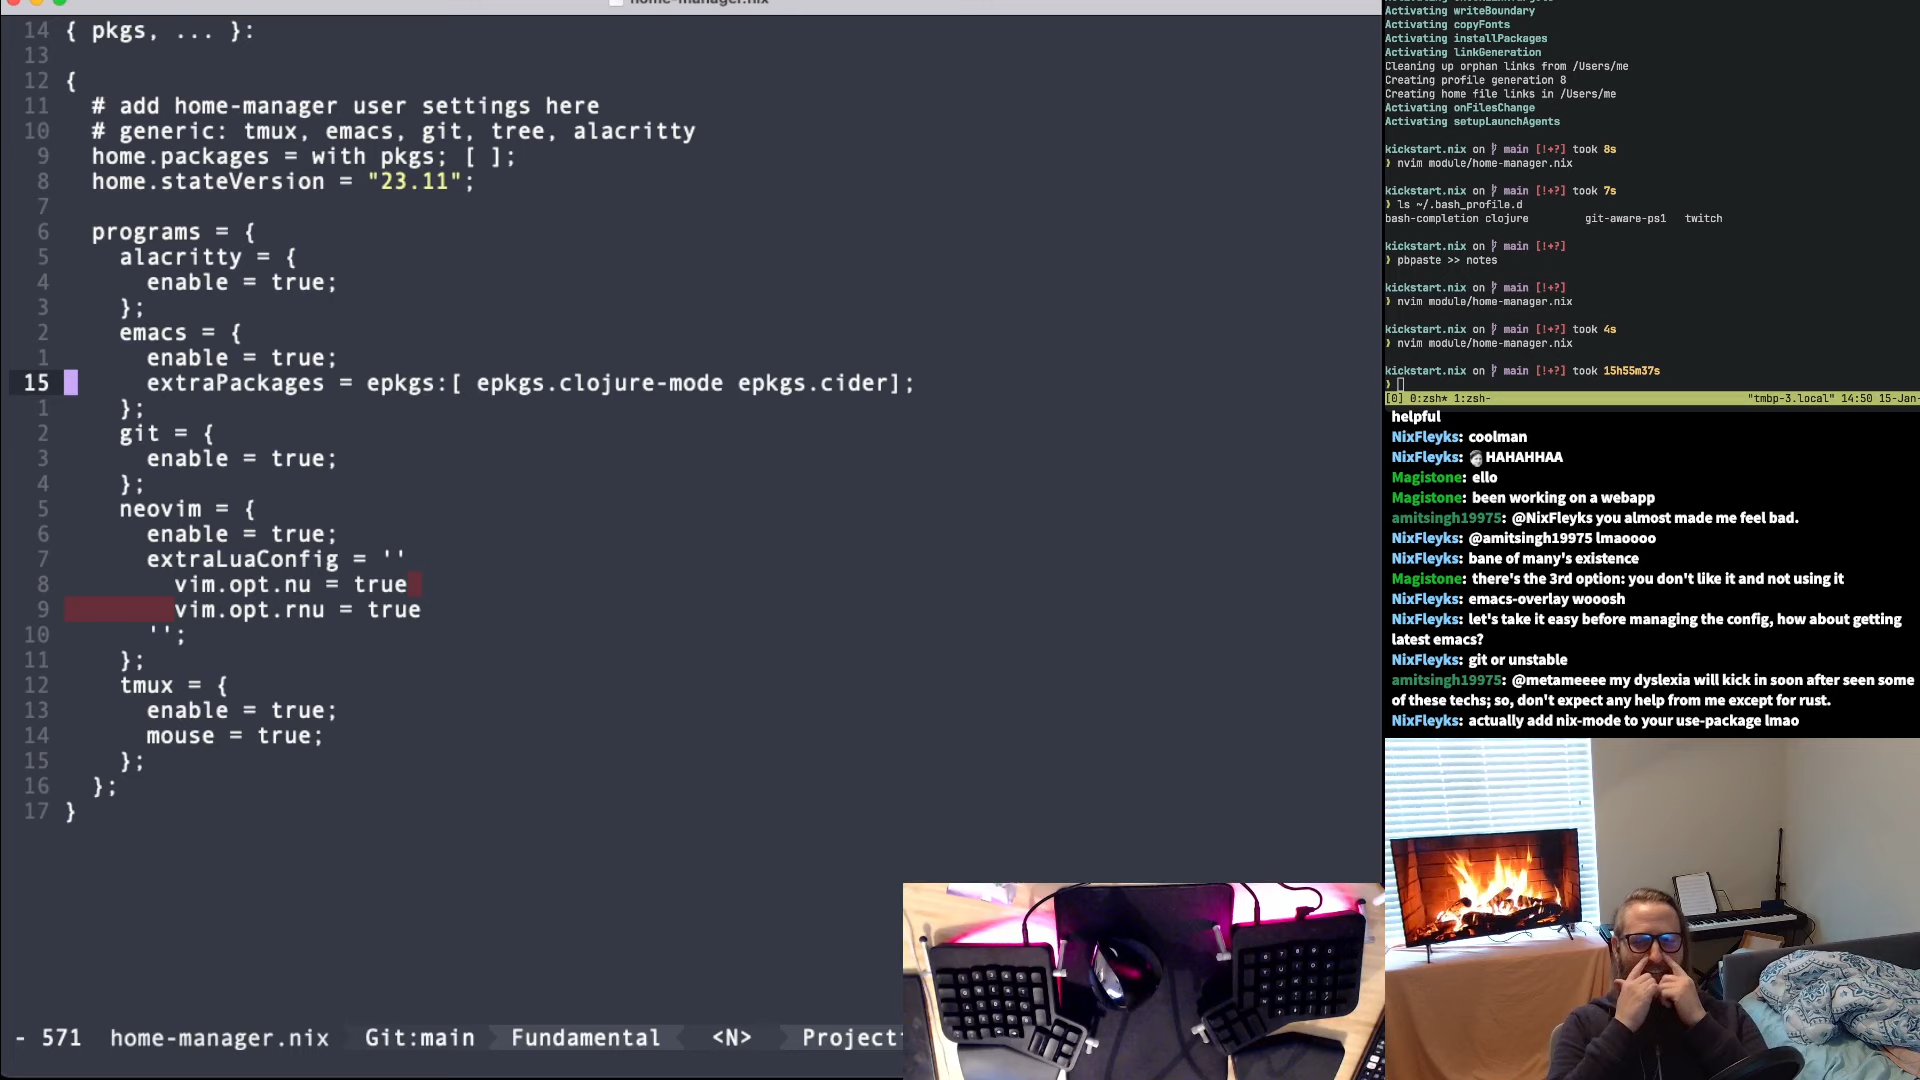 home-manager.nix
14 { pkgs, ... }:
13
12 {
11 # add home-manager user settings here
10 # generic: tmux, emacs, git, tree, alacritty
9 home.packages = with pkgs; [ ];
8 home.stateVersion = "23.11";
7
6 programs = {
5 alacritty = {
4 enable = true;
3 };
2 emacs = {
1 enable = true;
15 extraPackages = epkgs:[ epkgs.clojure-mode epkgs.cider];
1 };
2 git = {
3 enable = true;
4 };
5 neovim = {
6 enable = true;
7 extraLuaConfig = ''
8 vim.opt.nu = true
9 vim.opt.rnu = true
10 '';
11 };
12 tmux = {
13 enable = true;
14 mouse = true;
15 };
16 };
17 }
- 571 home-manager.nix Git:main Fundamental <N> Project
Activating writeBoundary
Activating copyFonts
Activating installPackages
Activating linkGeneration
Cleaning up orphan links from /Users/me
Creating profile generation 8
Creating home file links in /Users/me
Activating onFilesChange
Activating setupLaunchAgents
kickstart.nix on main [!+?] took 8s
❯ nvim module/home-manager.nix
kickstart.nix on main [!+?] took 7s
❯ ls ~/.bash_profile.d
bash-completion clojure git-aware-ps1 twitch
kickstart.nix on main [!+?]
❯ pbpaste >> notes
kickstart.nix on main [!+?]
❯ nvim module/home-manager.nix
kickstart.nix on main [!+?] took 4s
❯ nvim module/home-manager.nix
kickstart.nix on main [!+?] took 15h55m37s
❯
[0] 0:zsh* 1:zsh- "tmbp-3.local" 14:50 15-Jan-
helpful
NixFleyks: coolman
NixFleyks: HAHAHHAA
Magistone: ello
Magistone: been working on a webapp
amitsingh19975: @NixFleyks you almost made me feel bad.
NixFleyks: @amitsingh19975 lmaoooo
NixFleyks: bane of many's existence
Magistone: there's the 3rd option: you don't like it and not using it
NixFleyks: emacs-overlay wooosh
NixFleyks: let's take it easy before managing the config, how about getting
latest emacs?
NixFleyks: git or unstable
amitsingh19975: @metameeee my dyslexia will kick in soon after seen some
of these techs; so, don't expect any help from me except for rust.
NixFleyks: actually add nix-mode to your use-package lmao